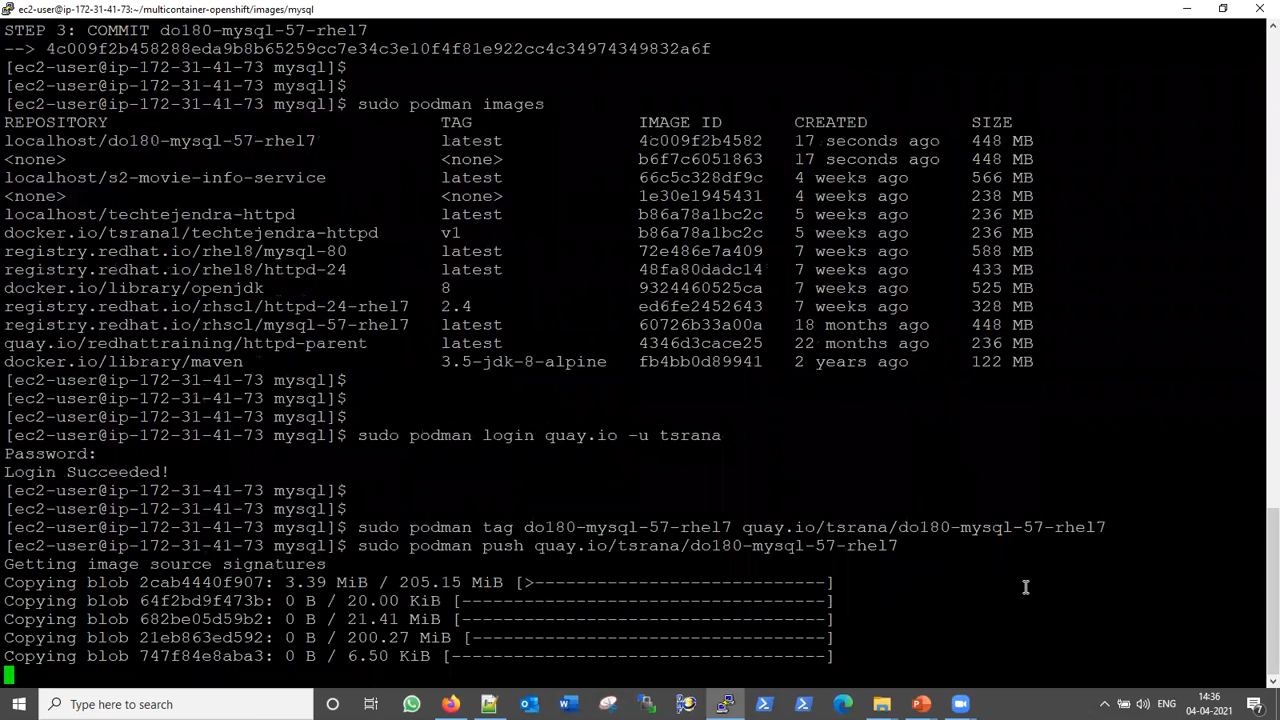 ec2-user@ip-172-31-41-73:~/multicontainer-openshift/images/mysql
STEP 3: COMMIT do180-mysql-57-rhel7
--> 4c009f2b458288eda9b8b65259cc7e34c3e10f4f81e922cc4c34974349832a6f
[ec2-user@ip-172-31-41-73 mysql]$
[ec2-user@ip-172-31-41-73 mysql]$
[ec2-user@ip-172-31-41-73 mysql]$ sudo podman images
REPOSITORY TAG IMAGE ID CREATED SIZE
localhost/do180-mysql-57-rhel7 latest 4c009f2b4582 17 seconds ago 448 MB
<none> <none> b6f7c6051863 17 seconds ago 448 MB
localhost/s2-movie-info-service latest 66c5c328df9c 4 weeks ago 566 MB
<none> <none> 1e30e1945431 4 weeks ago 238 MB
localhost/techtejendra-httpd latest b86a78a1bc2c 5 weeks ago 236 MB
docker.io/tsrana1/techtejendra-httpd v1 b86a78a1bc2c 5 weeks ago 236 MB
registry.redhat.io/rhel8/mysql-80 latest 72e486e7a409 7 weeks ago 588 MB
registry.redhat.io/rhel8/httpd-24 latest 48fa80dadc14 7 weeks ago 433 MB
docker.io/library/openjdk 8 9324460525ca 7 weeks ago 525 MB
registry.redhat.io/rhscl/httpd-24-rhel7 2.4 ed6fe2452643 7 weeks ago 328 MB
registry.redhat.io/rhscl/mysql-57-rhel7 latest 60726b33a00a 18 months ago 448 MB
quay.io/redhattraining/httpd-parent latest 4346d3cace25 22 months ago 236 MB
docker.io/library/maven 3.5-jdk-8-alpine fb4bb0d89941 2 years ago 122 MB
[ec2-user@ip-172-31-41-73 mysql]$
[ec2-user@ip-172-31-41-73 mysql]$
[ec2-user@ip-172-31-41-73 mysql]$
[ec2-user@ip-172-31-41-73 mysql]$ sudo podman login quay.io -u tsrana
Password:
Login Succeeded!
[ec2-user@ip-172-31-41-73 mysql]$
[ec2-user@ip-172-31-41-73 mysql]$
[ec2-user@ip-172-31-41-73 mysql]$ sudo podman tag do180-mysql-57-rhel7 quay.io/tsrana/do180-mysql-57-rhel7
[ec2-user@ip-172-31-41-73 mysql]$ sudo podman push quay.io/tsrana/do180-mysql-57-rhel7
Getting image source signatures
Copying blob 2cab4440f907: 3.39 MiB / 205.15 MiB [>----------------------------]
Copying blob 64f2bd9f473b: 0 B / 20.00 KiB [-----------------------------------]
Copying blob 682be05d59b2: 0 B / 21.41 MiB [-----------------------------------]
Copying blob 21eb863ed592: 0 B / 200.27 MiB [----------------------------------]
Copying blob 747f84e8aba3: 0 B / 6.50 KiB [------------------------------------]
Type here to search
ENG
14:36
04-04-2021
7